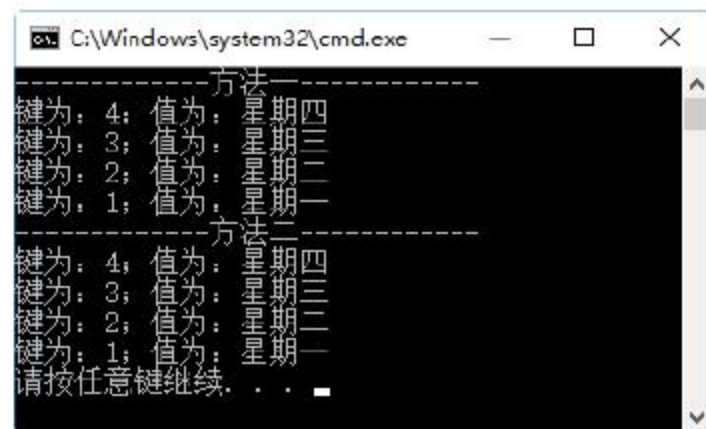 C:\Windows\system32\cmd.exe
-------------方法一------------
键为：4；值为：星期四
键为：3；值为：星期三
键为：2；值为：星期二
键为：1；值为：星期一
-------------方法二------------
键为：4；值为：星期四
键为：3；值为：星期三
键为：2；值为：星期二
键为：1；值为：星期一
请按任意键继续. . .